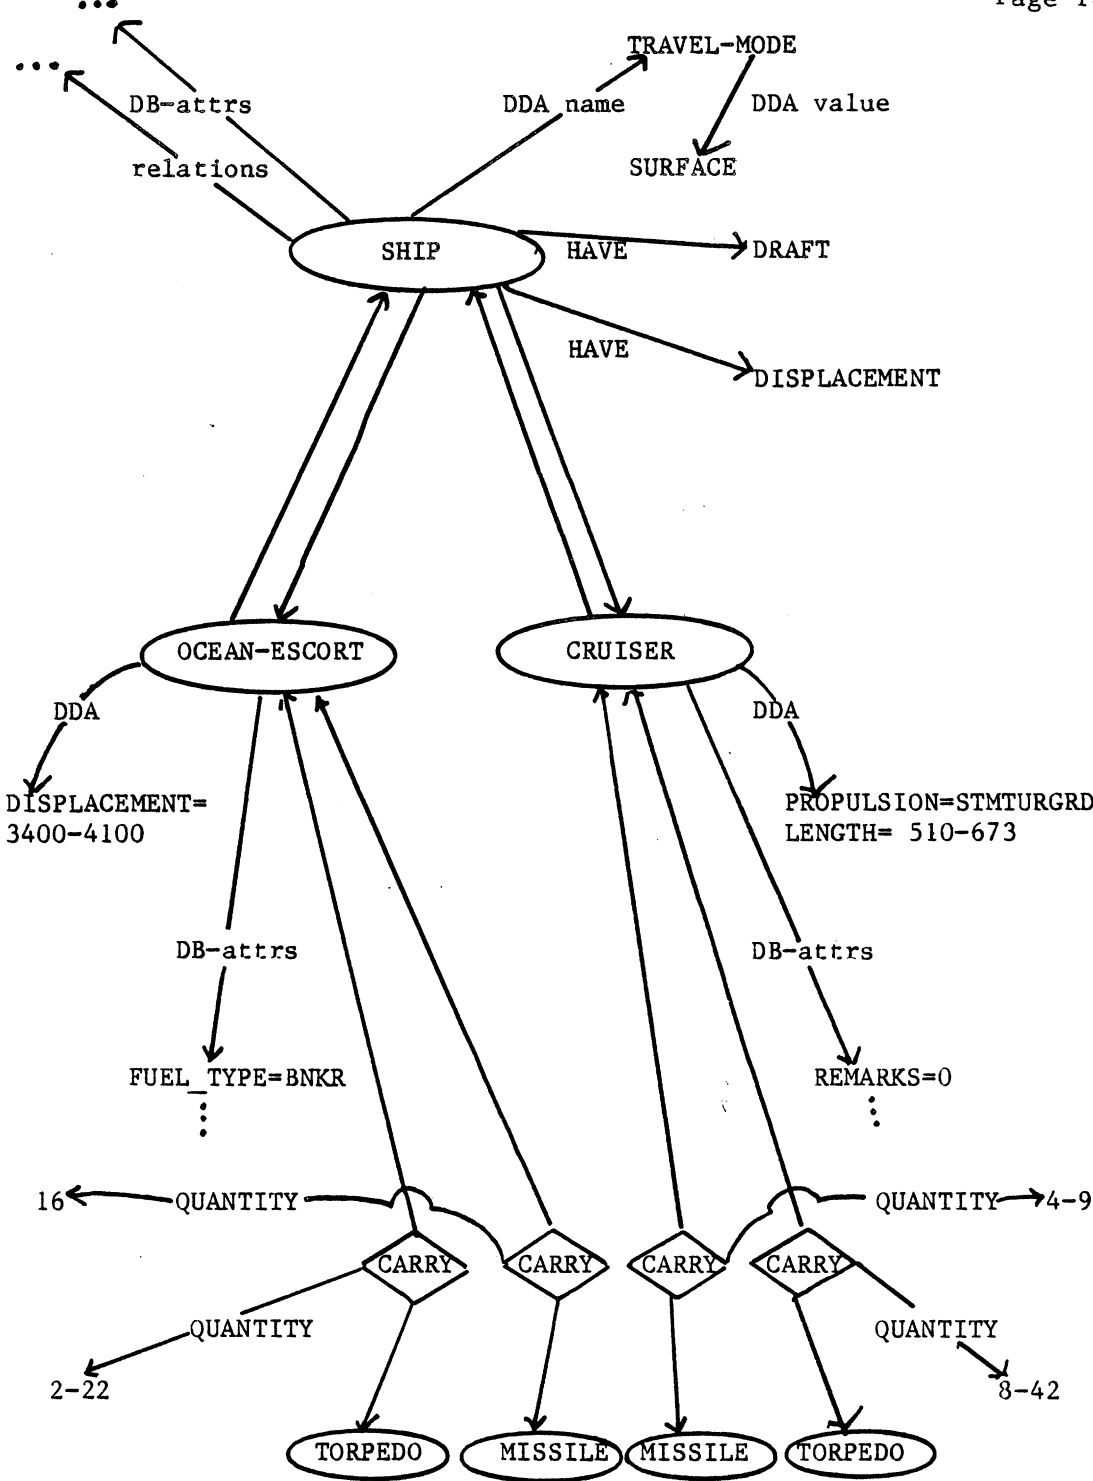 Page 1
TRAVEL-MODE
DB-attrs
DDA name
DDA value
relations
SURFACE
SHIP
HAVE
DRAFT
HAVE
DISPLACEMENT
OCEAN-ESCORT
CRUISER
DDA
DDA
DISPLACEMENT=
3400-4100
PROPULSION=STMTURGRD
LENGTH= 510-673
DB-attrs
DB-attrs
FUEL_TYPE=BNKR
REMARKS=0
16
QUANTITY
QUANTITY
4-9
CARRY
CARRY
CARRY
CARRY
QUANTITY
QUANTITY
2-22
8-42
TORPEDO
MISSILE
MISSILE
TORPEDO